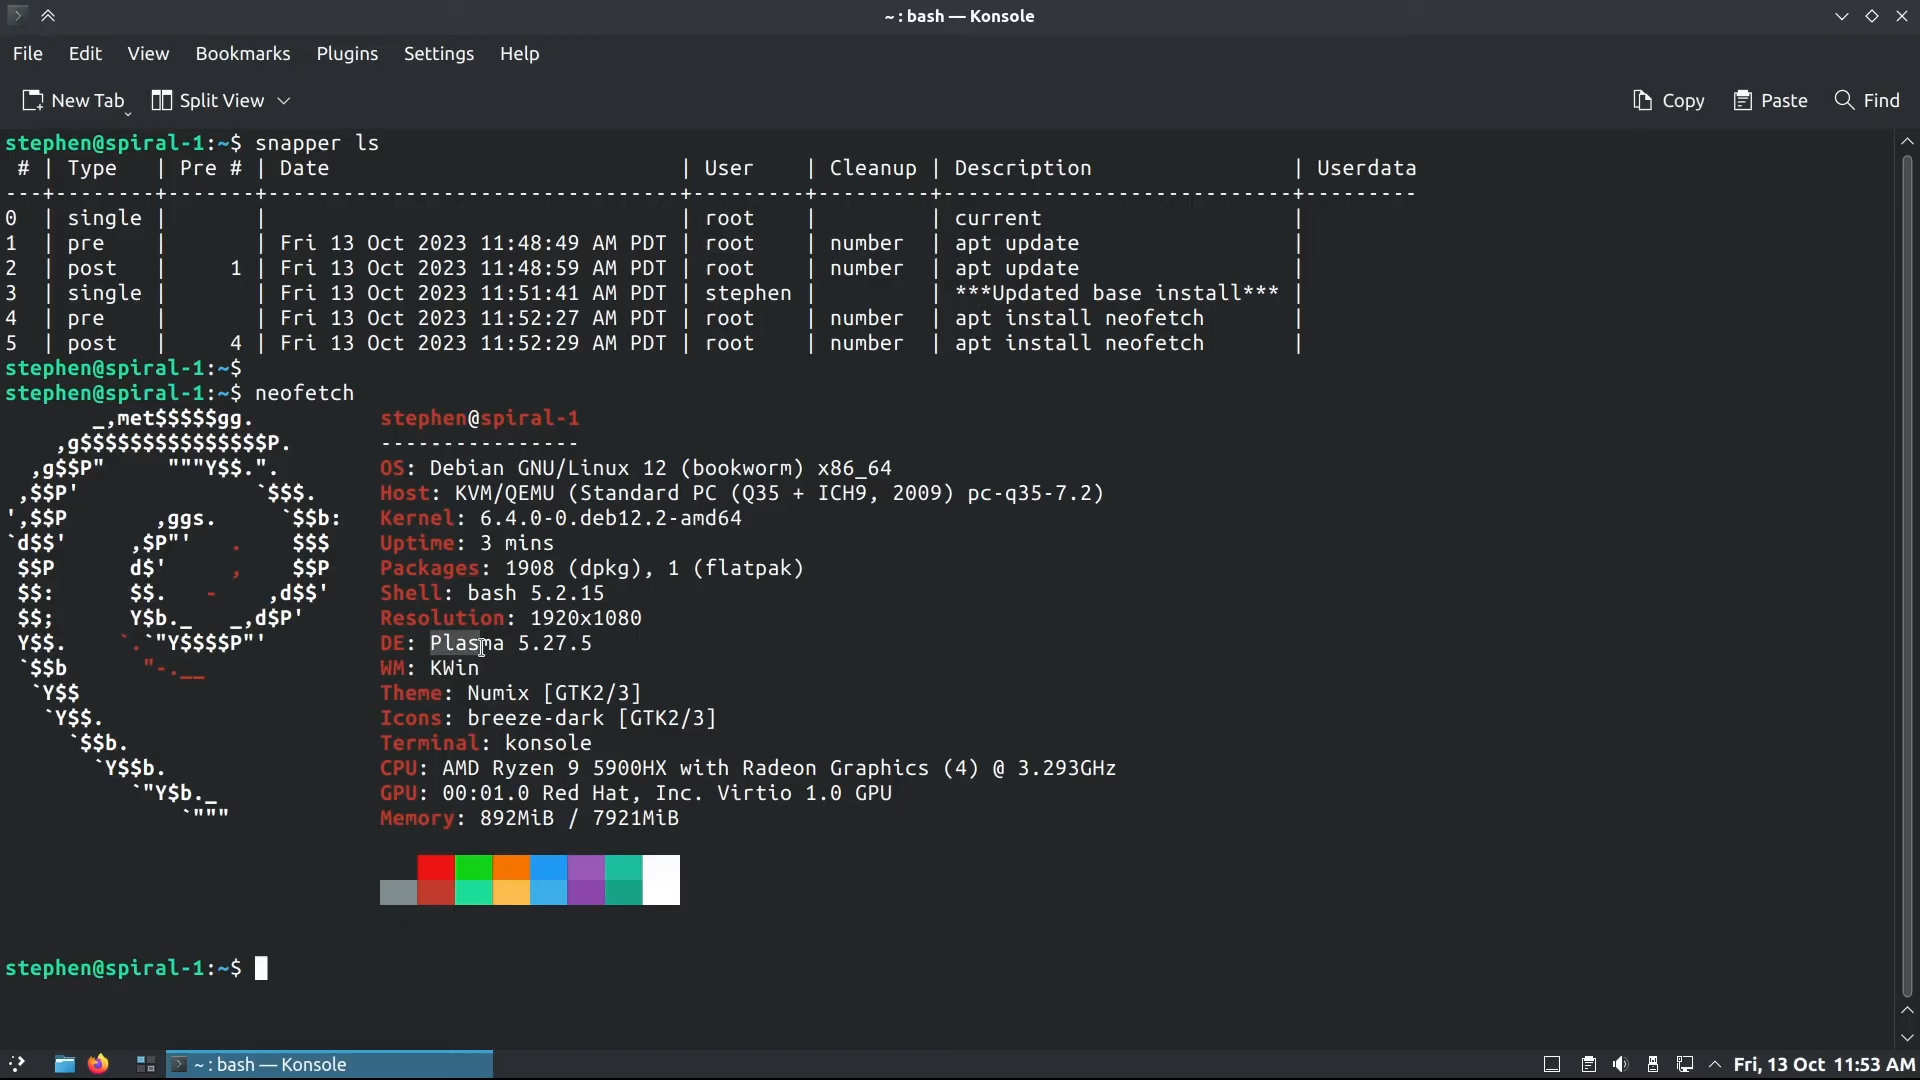 ~ : bash — Konsole
File Edit View Bookmarks Plugins Settings Help
New Tab Split View Copy Paste Find
stephen@spiral-1:~$ snapper ls
 # | Type   | Pre # | Date                             | User    | Cleanup | Description               | Userdata
---+--------+-------+----------------------------------+---------+---------+----------------------------+---------
0  | single |       |                                  | root    |         | current                    |
1  | pre    |       | Fri 13 Oct 2023 11:48:49 AM PDT | root    | number  | apt update                 |
2  | post   |     1 | Fri 13 Oct 2023 11:48:59 AM PDT | root    | number  | apt update                 |
3  | single |       | Fri 13 Oct 2023 11:51:41 AM PDT | stephen |         | ***Updated base install*** |
4  | pre    |       | Fri 13 Oct 2023 11:52:27 AM PDT | root    | number  | apt install neofetch       |
5  | post   |     4 | Fri 13 Oct 2023 11:52:29 AM PDT | root    | number  | apt install neofetch       |
stephen@spiral-1:~$
stephen@spiral-1:~$ neofetch
       _,met$$$$$gg.          stephen@spiral-1
    ,g$$$$$$$$$$$$$$$P.       ----------------
  ,g$$P"     """Y$$.".        OS: Debian GNU/Linux 12 (bookworm) x86_64
 ,$$P'              `$$$.     Host: KVM/QEMU (Standard PC (Q35 + ICH9, 2009) pc-q35-7.2)
',$$P       ,ggs.     `$$b:   Kernel: 6.4.0-0.deb12.2-amd64
`d$$'     ,$P"'   .    $$$    Uptime: 3 mins
 $$P      d$'     ,    $$P    Packages: 1908 (dpkg), 1 (flatpak)
 $$:      $$.   -    ,d$$'    Shell: bash 5.2.15
 $$;      Y$b._   _,d$P'      Resolution: 1920x1080
 Y$$.    `.`"Y$$$$P"'         DE: Plasma 5.27.5
 `$$b      "-.__              WM: KWin
  `Y$$                        Theme: Numix [GTK2/3]
   `Y$$.                      Icons: breeze-dark [GTK2/3]
     `$$b.                    Terminal: konsole
       `Y$$b.                 CPU: AMD Ryzen 9 5900HX with Radeon Graphics (4) @ 3.293GHz
          `"Y$b._             GPU: 00:01.0 Red Hat, Inc. Virtio 1.0 GPU
              `"""            Memory: 892MiB / 7921MiB
stephen@spiral-1:~$
~ : bash — Konsole Fri, 13 Oct 11:53 AM